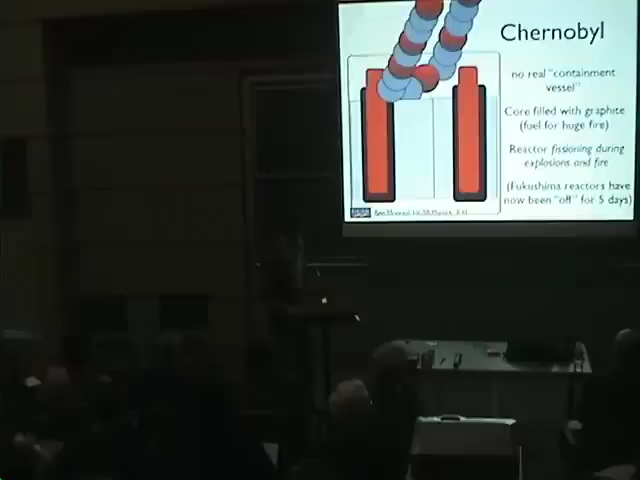 Chernobyl
no real "containment
vessel"
Core filled with graphite
(fuel for huge fire)
Reactor fissioning during
explosions and fire
(Fukushima reactors have
now been "off" for 5 days)